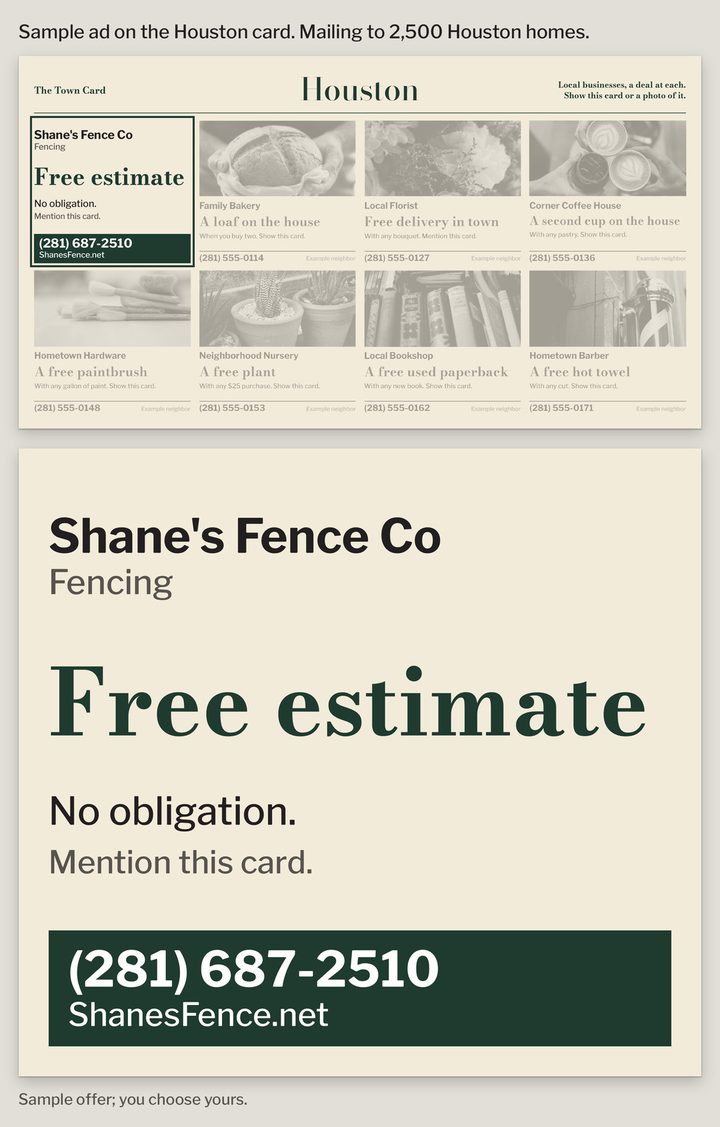 Sample ad on the Houston card. Mailing to 2,500 Houston homes.
The Town Card
Houston
Local businesses, a deal at each.
Show this card or a photo of it.
Shane's Fence Co
Fencing
Free estimate
No obligation.
Mention this card.
(281) 687-2510
ShanesFence.net
Family Bakery
A loaf on the house
When you buy two. Show this card.
(281) 555-0114
Example neighbor
Local Florist
Free delivery in town
With any bouquet. Mention this card.
(281) 555-0127
Example neighbor
Corner Coffee House
A second cup on the house
With any pastry. Show this card.
(281) 555-0136
Example neighbor
Hometown Hardware
A free paintbrush
With any gallon of paint. Show this card.
(281) 555-0148
Example neighbor
Neighborhood Nursery
A free plant
With any $25 purchase. Show this card.
(281) 555-0153
Example neighbor
Local Bookshop
A free used paperback
With any new book. Show this card.
(281) 555-0162
Example neighbor
Hometown Barber
A free hot towel
With any cut. Show this card.
(281) 555-0171
Example neighbor
Shane's Fence Co
Fencing
Free estimate
No obligation.
Mention this card.
(281) 687-2510
ShanesFence.net
Sample offer; you choose yours.